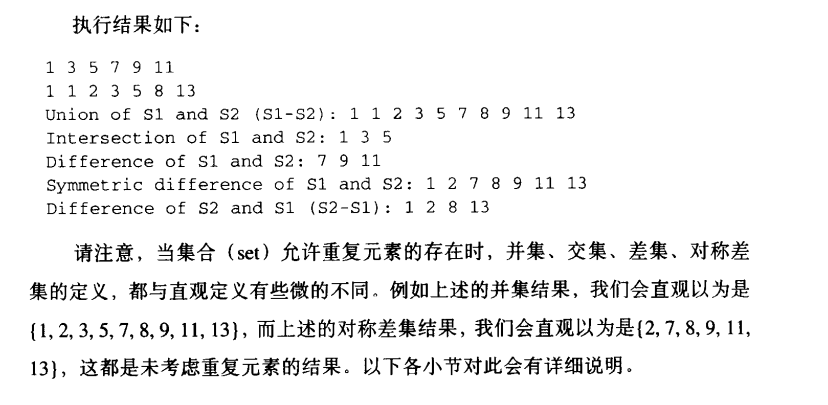 执行结果如下：
1 3 5 7 9 11
1 1 2 3 5 8 13
Union of S1 and S2 (S1-S2): 1 1 2 3 5 7 8 9 11 13
Intersection of S1 and S2: 1 3 5
Difference of S1 and S2: 7 9 11
Symmetric difference of S1 and S2: 1 2 7 8 9 11 13
Difference of S2 and S1 (S2-S1): 1 2 8 13
请注意，当集合（set）允许重复元素的存在时，并集、交集、差集、对称差
集的定义，都与直观定义有些微的不同。例如上述的并集结果，我们会直观以为是
{1, 2, 3, 5, 7, 8, 9, 11, 13}，而上述的对称差集结果，我们会直观以为是{2, 7, 8, 9, 11,
13}，这都是未考虑重复元素的结果。以下各小节对此会有详细说明。